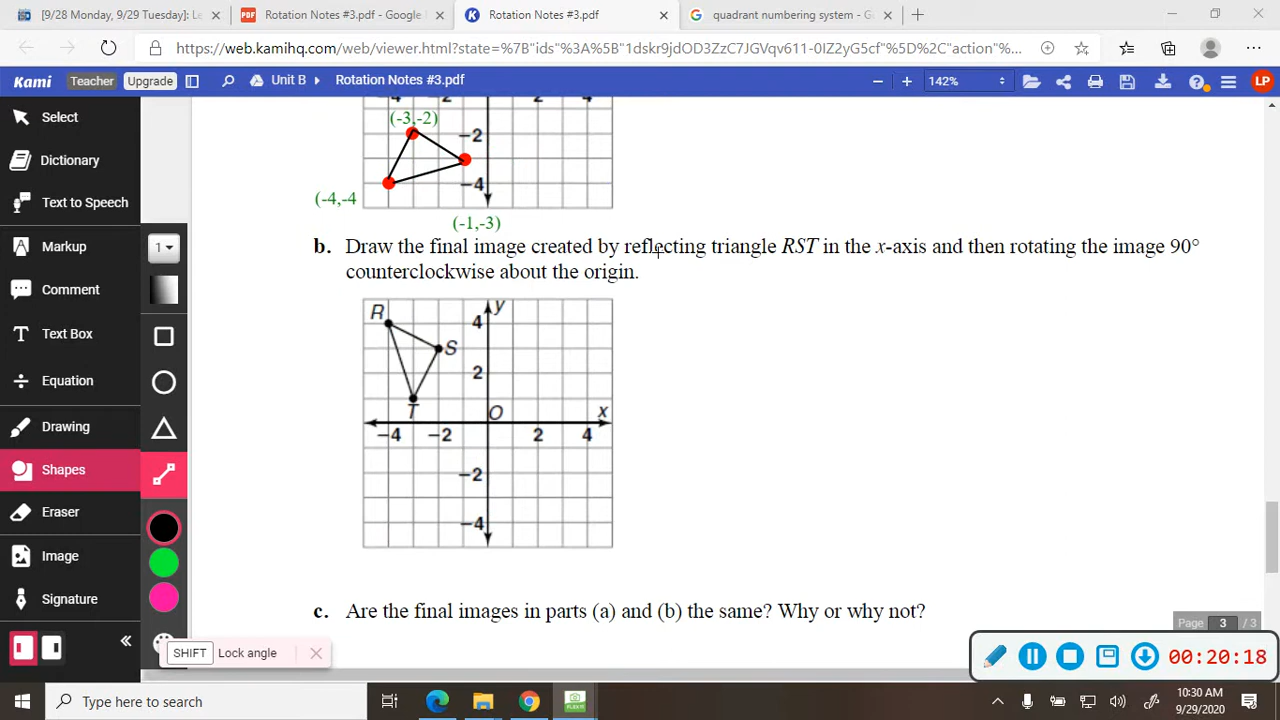 [9/28 Monday, 9/29 Tuesday]: Le
Rotation Notes #3.pdf - Google
Rotation Notes #3.pdf
quadrant numbering system - G
https://web.kamihq.com/web/viewer.html?state=%7B"ids"%3A%5B"1dskr9jdOD3ZzC7JGVqv611-0IZ2yG5cf"%5D%2C"action"...
Kami Teacher Upgrade Unit B Rotation Notes #3.pdf 142% LP
Select
Dictionary
Text to Speech
Markup
Comment
Text Box
Equation
Drawing
Shapes
Eraser
Image
Signature
1
-4 -2 2 4
(-3,-2)
-2
-4
(-4,-4
(-1,-3)
b. Draw the final image created by reflecting triangle RST in the x-axis and then rotating the image 90°
counterclockwise about the origin.
R y
4
S
2
T O x
-4 -2 2 4
-2
-4
c. Are the final images in parts (a) and (b) the same? Why or why not?
Page 3 / 3
SHIFT Lock angle
00:20:18
Type here to search
10:30 AM
9/29/2020